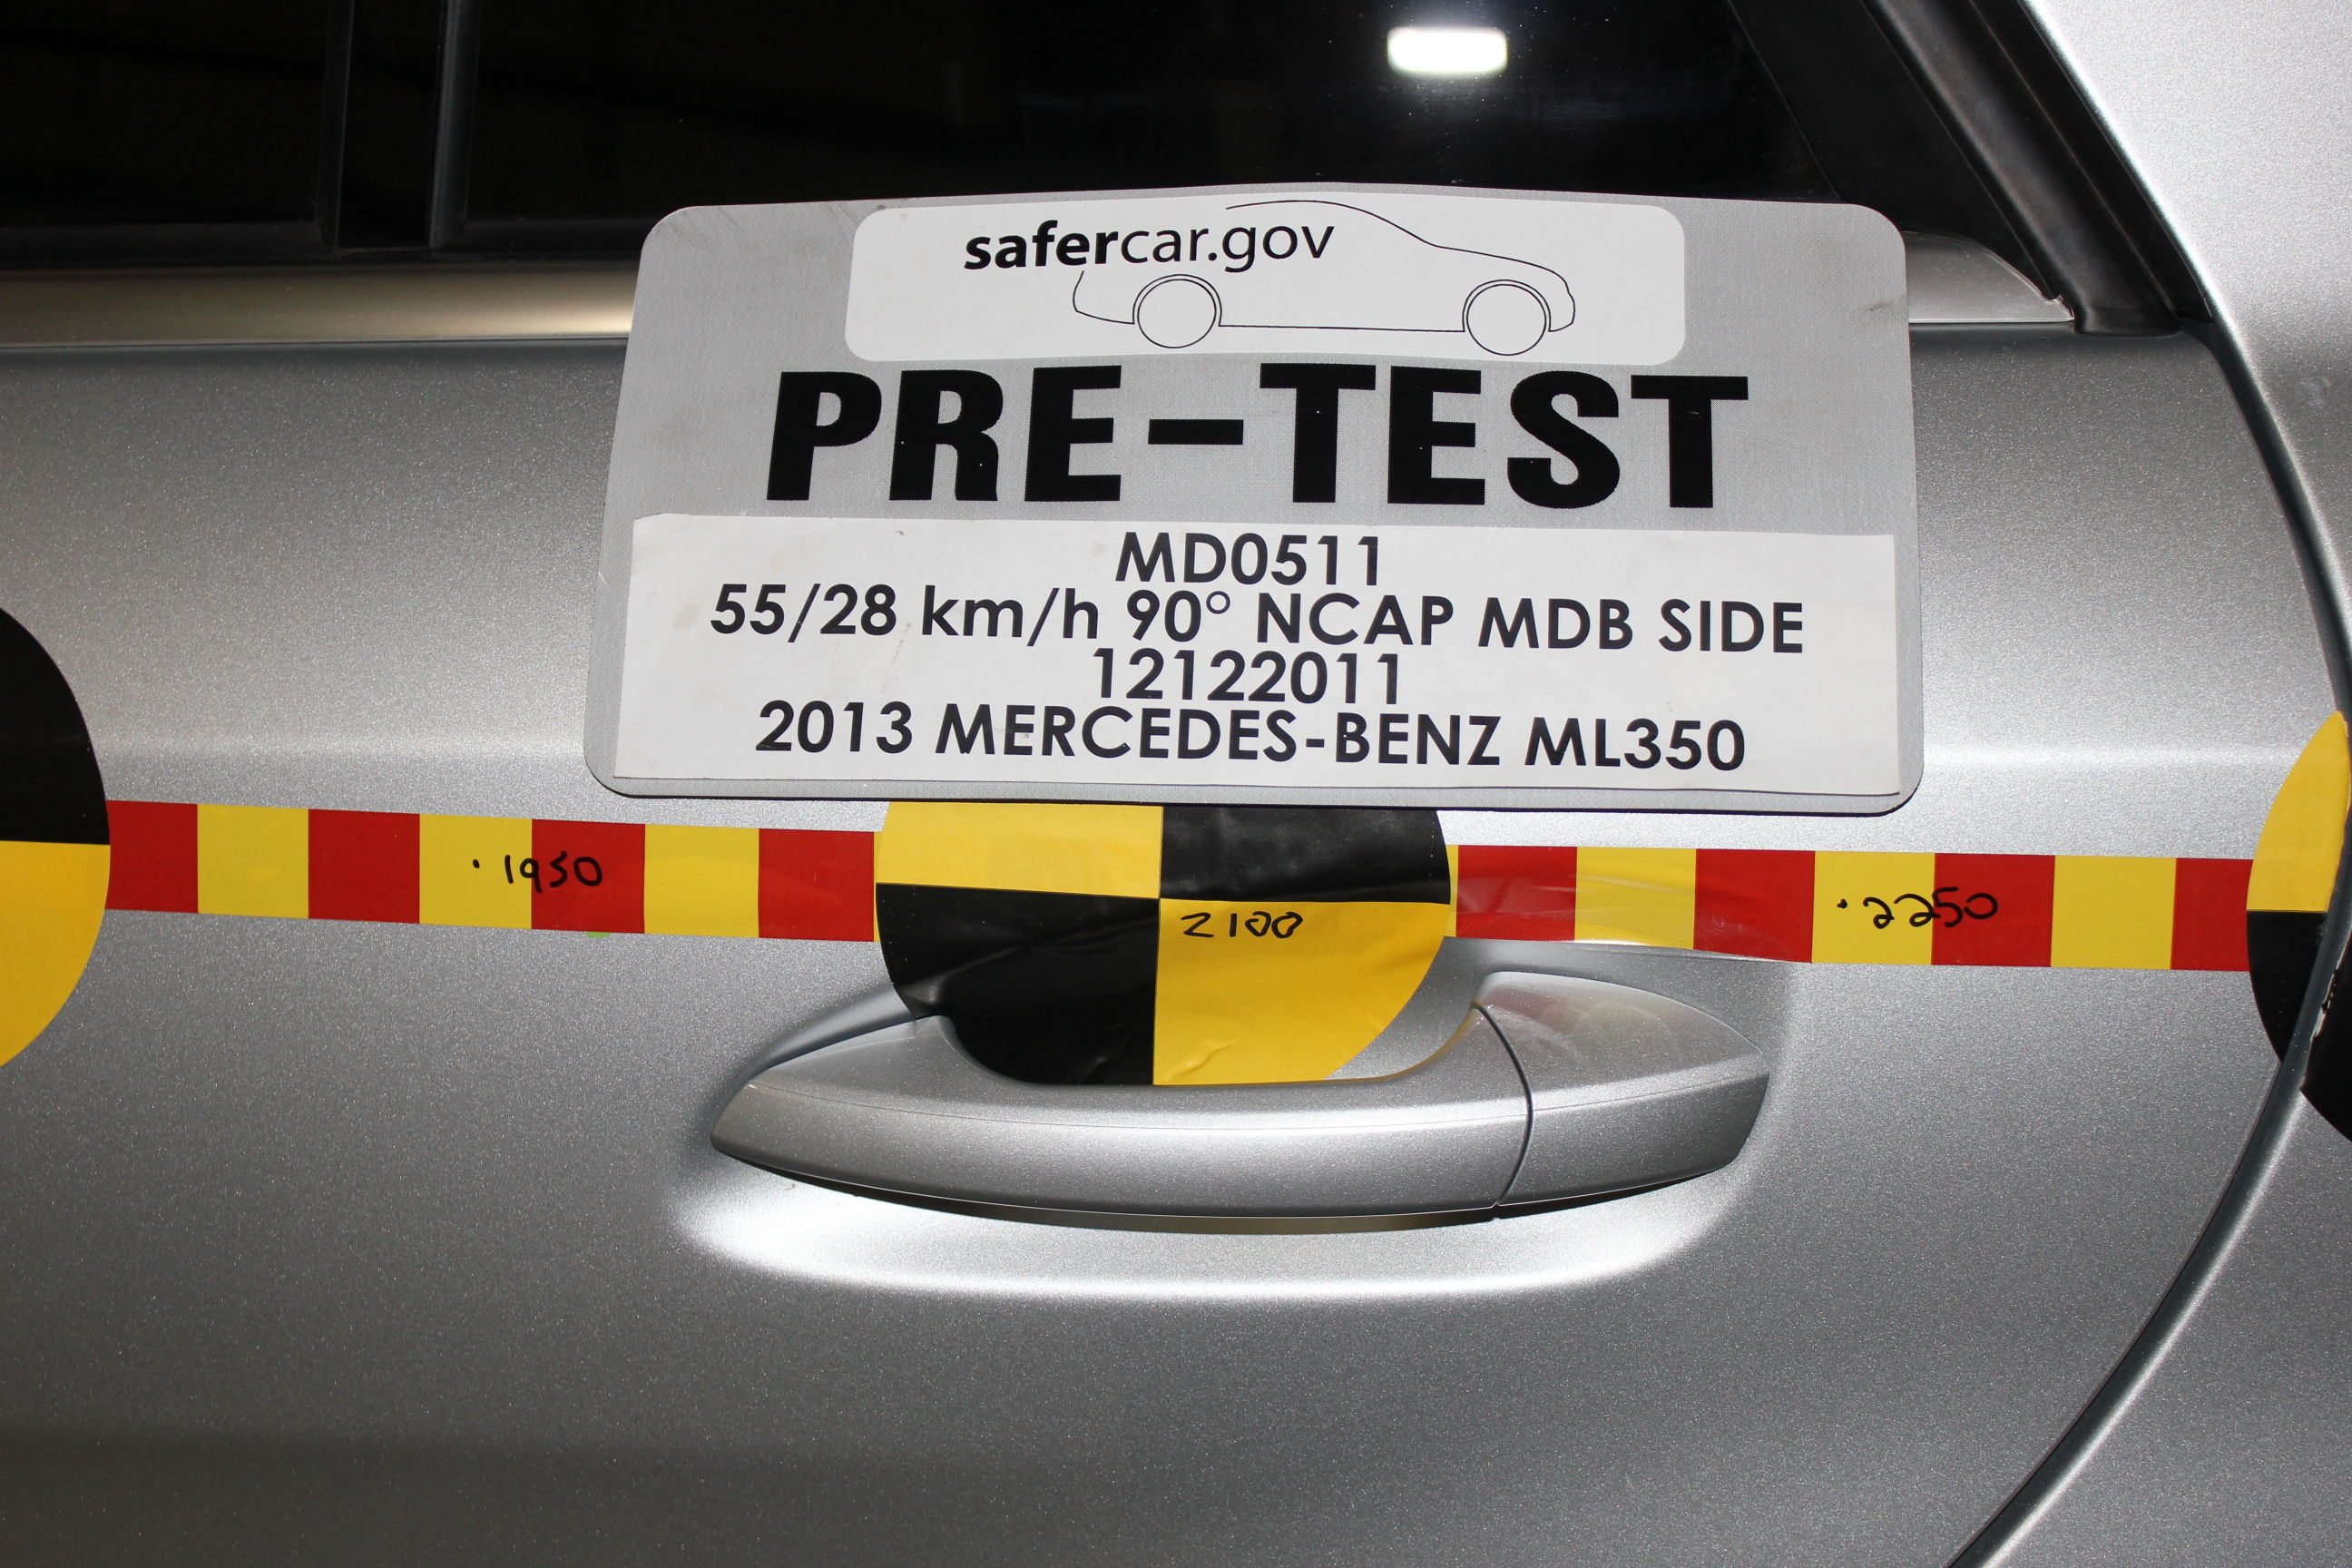 safercar.gov
PRE-TEST
MD0511
55/28 km/h 90° NCAP MDB SIDE
12122011
2013 MERCEDES-BENZ ML350
1950
2100
2250